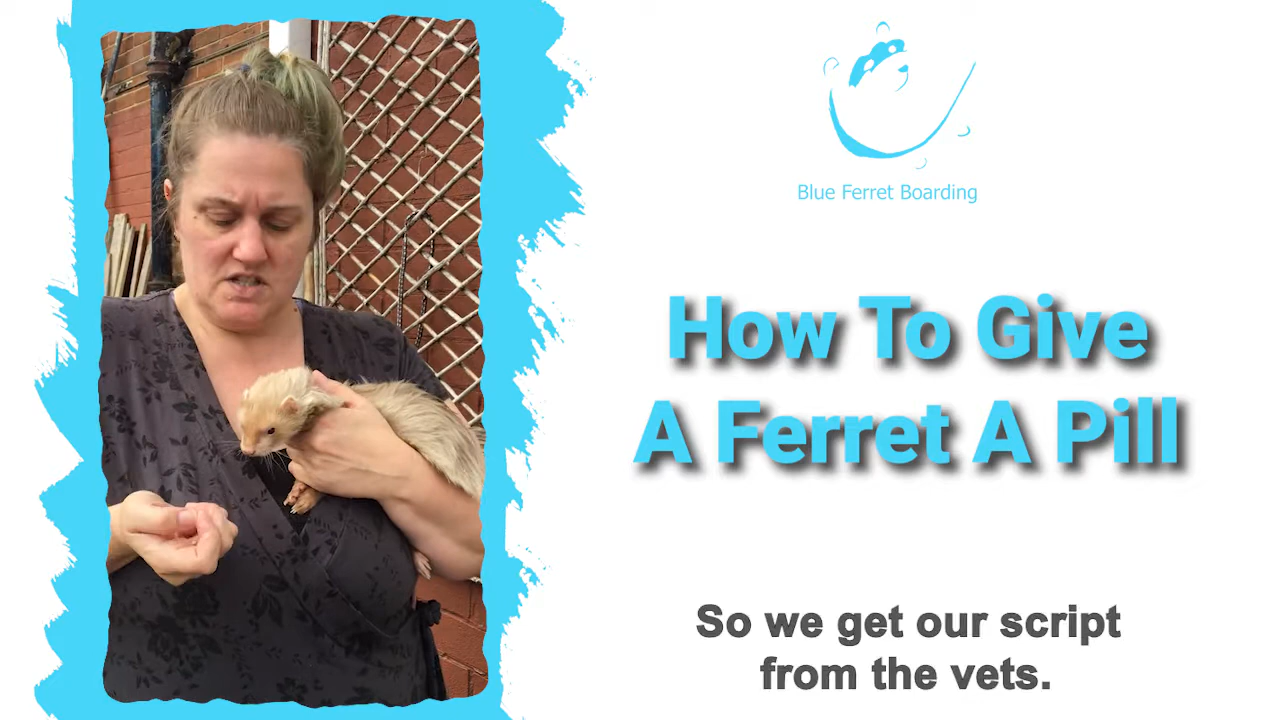 Blue Ferret Boarding
How To Give
A Ferret A Pill
So we get our script
from the vets.